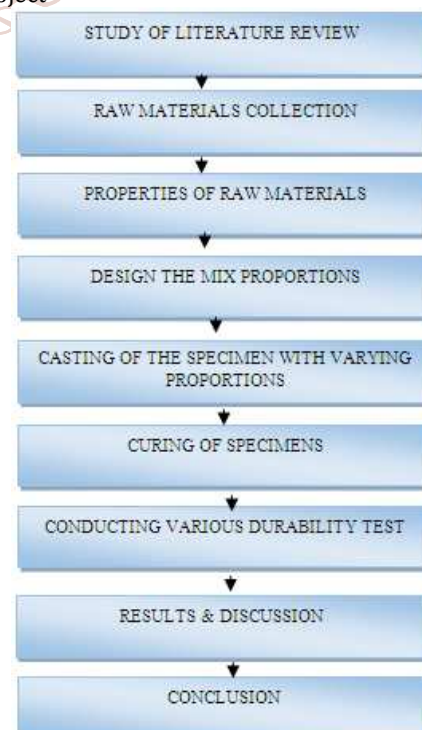 STUDY OF LITERATURE REVIEW
RAW MATERIALS COLLECTION
PROPERTIES OF RAW MATERIALS
DESIGN THE MIX PROPORTIONS
CASTING OF THE SPECIMEN WITH VARYING
PROPORTIONS
CURING OF SPECIMENS
CONDUCTING VARIOUS DURABILITY TEST
RESULTS & DISCUSSION
CONCLUSION